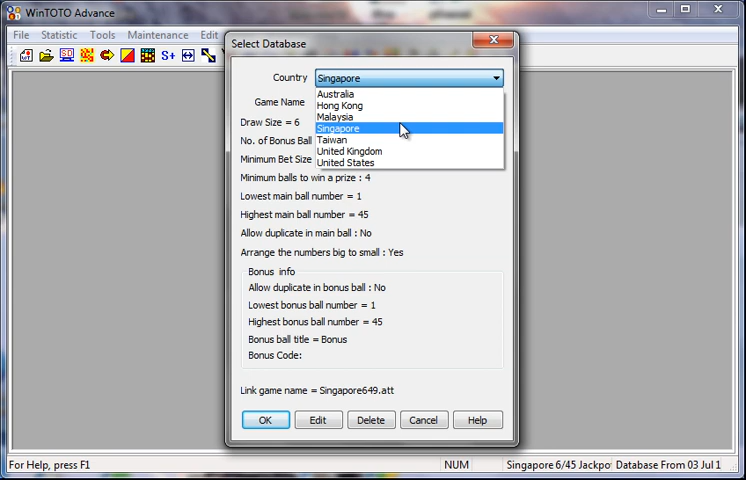 WinTOTO Advance
File Statistic Tools Maintenance Edit
Select Database
Country Singapore
Australia
Hong Kong
Malaysia
Singapore
Taiwan
United Kingdom
United States
Game Name
Draw Size = 6
No. of Bonus Ball
Minimum Bet Size
Minimum balls to win a prize : 4
Lowest main ball number = 1
Highest main ball number = 45
Allow duplicate in main ball : No
Arrange the numbers big to small : Yes
Bonus info
Allow duplicate in bonus ball : No
Lowest bonus ball number = 1
Highest bonus ball number = 45
Bonus ball title = Bonus
Bonus Code:
Link game name = Singapore649.att
OK Edit Delete Cancel Help
For Help, press F1 NUM Singapore 6/45 Jackpo Database From 03 Jul 1